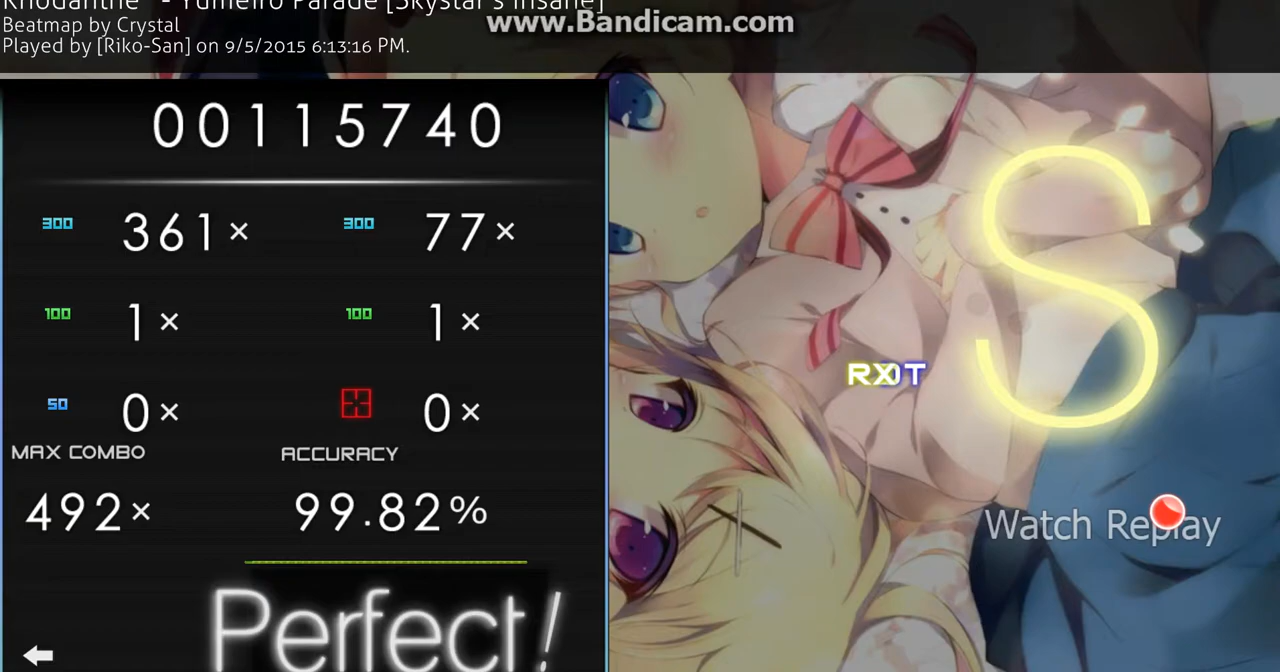 Rhodanthe* - Yumeiro Parade [Skystar's Insane]
Beatmap by Crystal
Played by [Riko-San] on 9/5/2015 6:13:16 PM.
www.Bandicam.com
00115740
300 361× 300 77×
100 1× 100 1×
50 0× 0×
MAX COMBO ACCURACY
492× 99.82%
Perfect!
S
Watch Replay